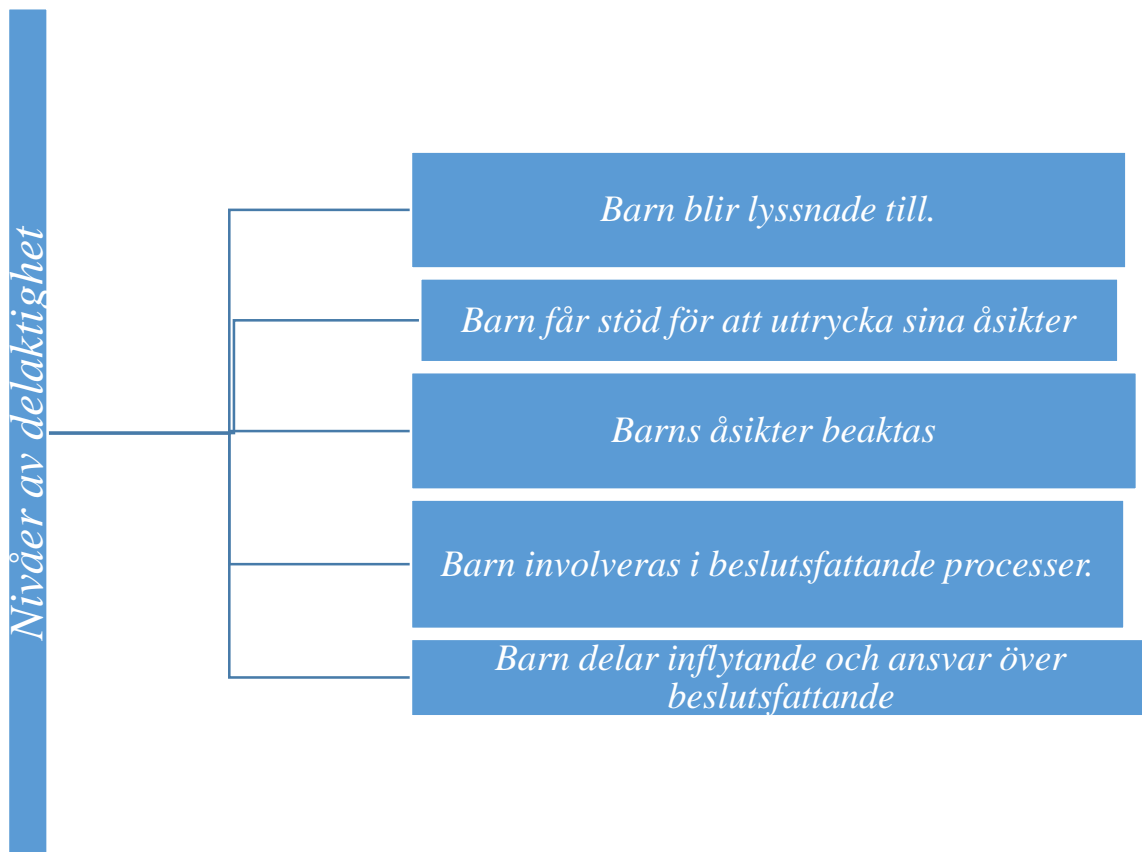 Nivåer av delaktighet
Barn blir lyssnade till.
Barn får stöd för att uttrycka sina åsikter
Barns åsikter beaktas
Barn involveras i beslutsfattande processer.
Barn delar inflytande och ansvar över
beslutsfattande